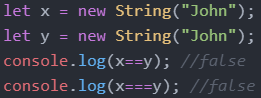 let x = new String("John");
let y = new String("John");
console.log(x==y); //false
console.log(x===y); //false